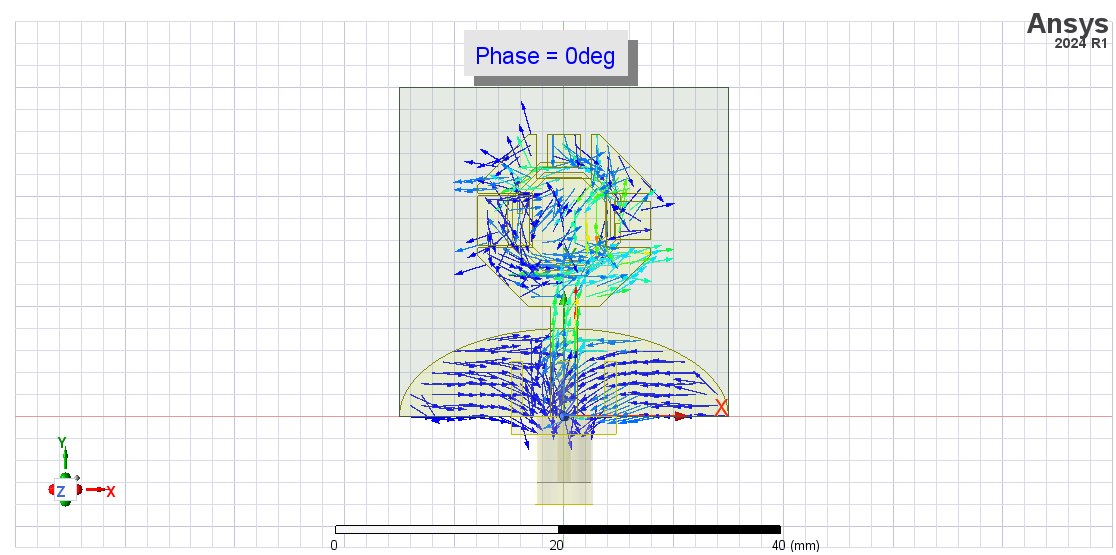 Ansys
2024 R1
Phase = 0deg
X
Y
Z
X
0
20
40 (mm)